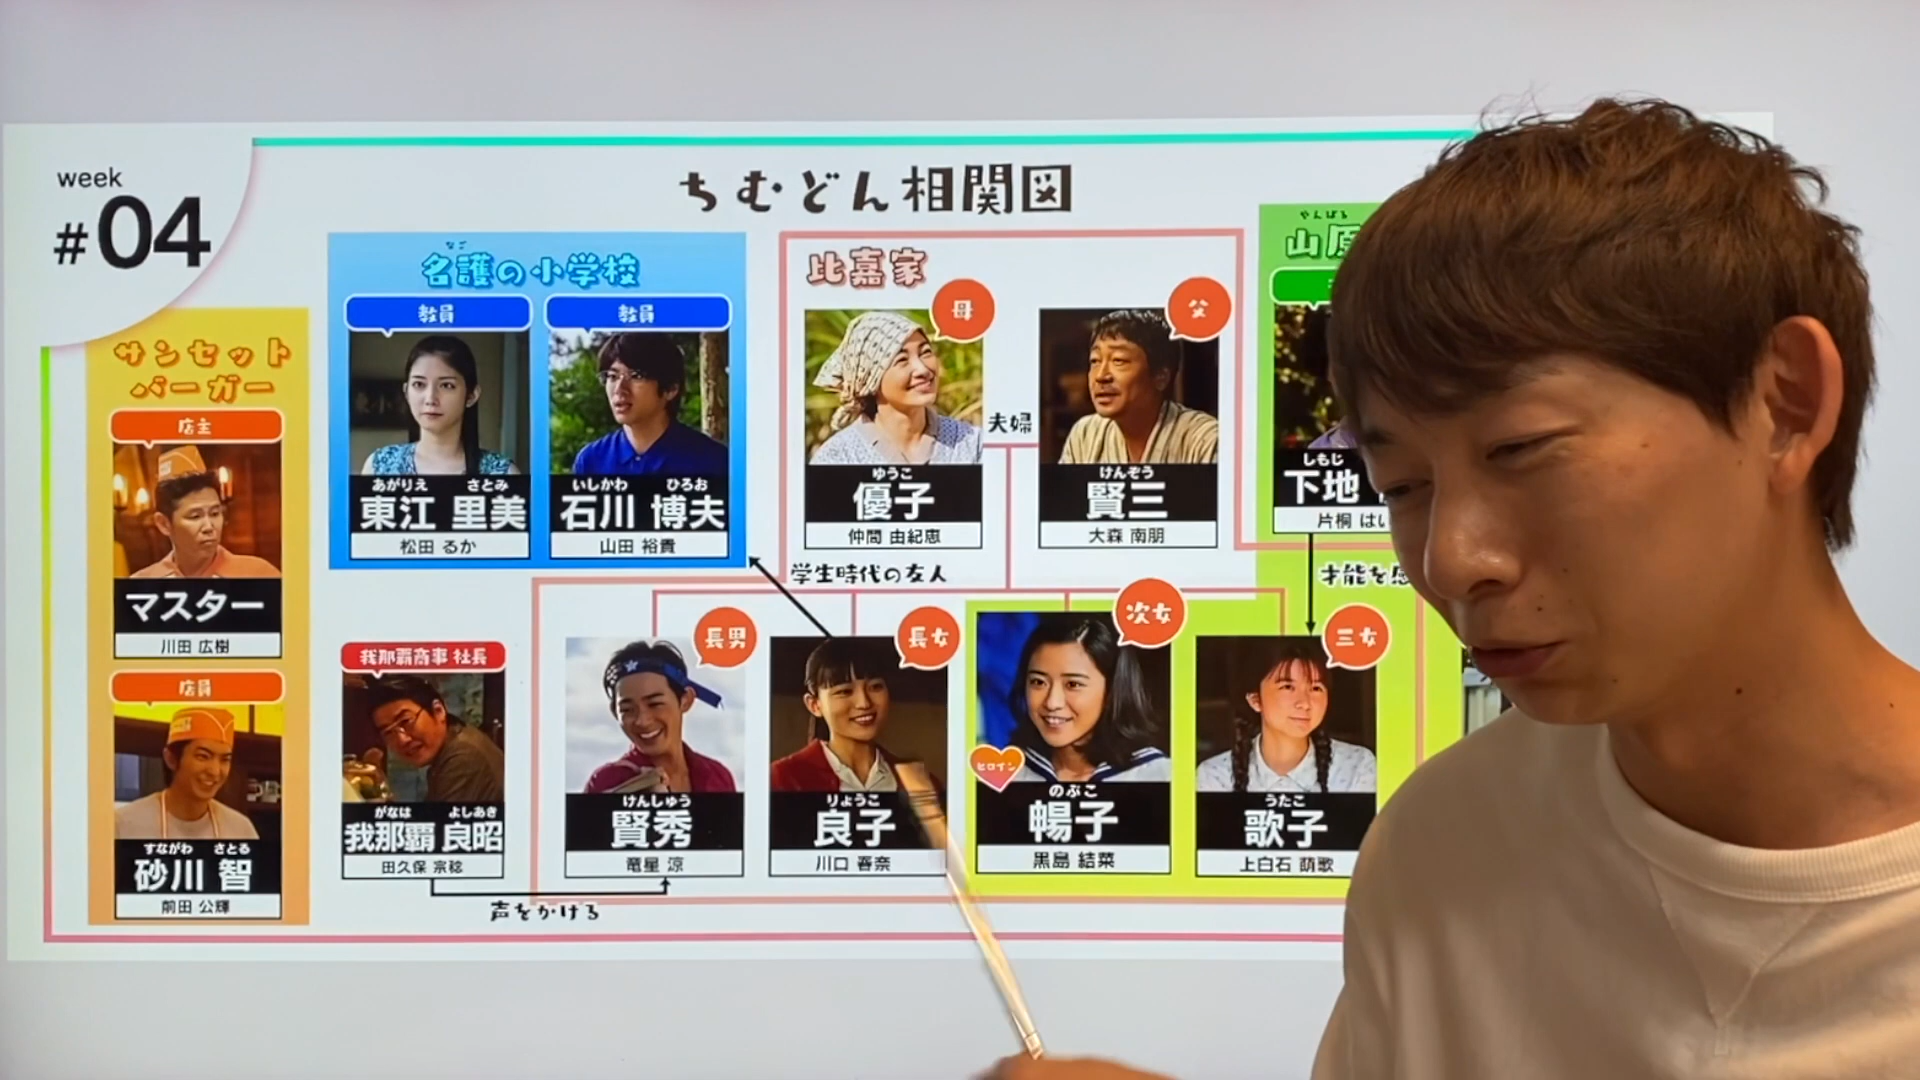 week
#04
ちむどん相関図
サンセット
バーガー
店主
マスター
川田 広樹
店員
すながわ さとる
砂川 智
前田 公輝
なご
名護の小学校
教員
あがりえ さとみ
東江 里美
松田 るか
教員
いしかわ ひろお
石川 博夫
山田 裕貴
比嘉家
母
ゆうこ
優子
仲間 由紀恵
夫婦
父
けんぞう
賢三
大森 南朋
やんばる
山原
しもじ
下地
片桐 はい
才能を
学生時代の友人
我那覇商事 社長
がなは よしあき
我那覇 良昭
田久保 宗稔
声をかける
長男
けんしゅう
賢秀
竜星 涼
長女
りょうこ
良子
川口 春奈
次女
ヒロイン
のぶこ
暢子
黒島 結菜
三女
うたこ
歌子
上白石 萌歌